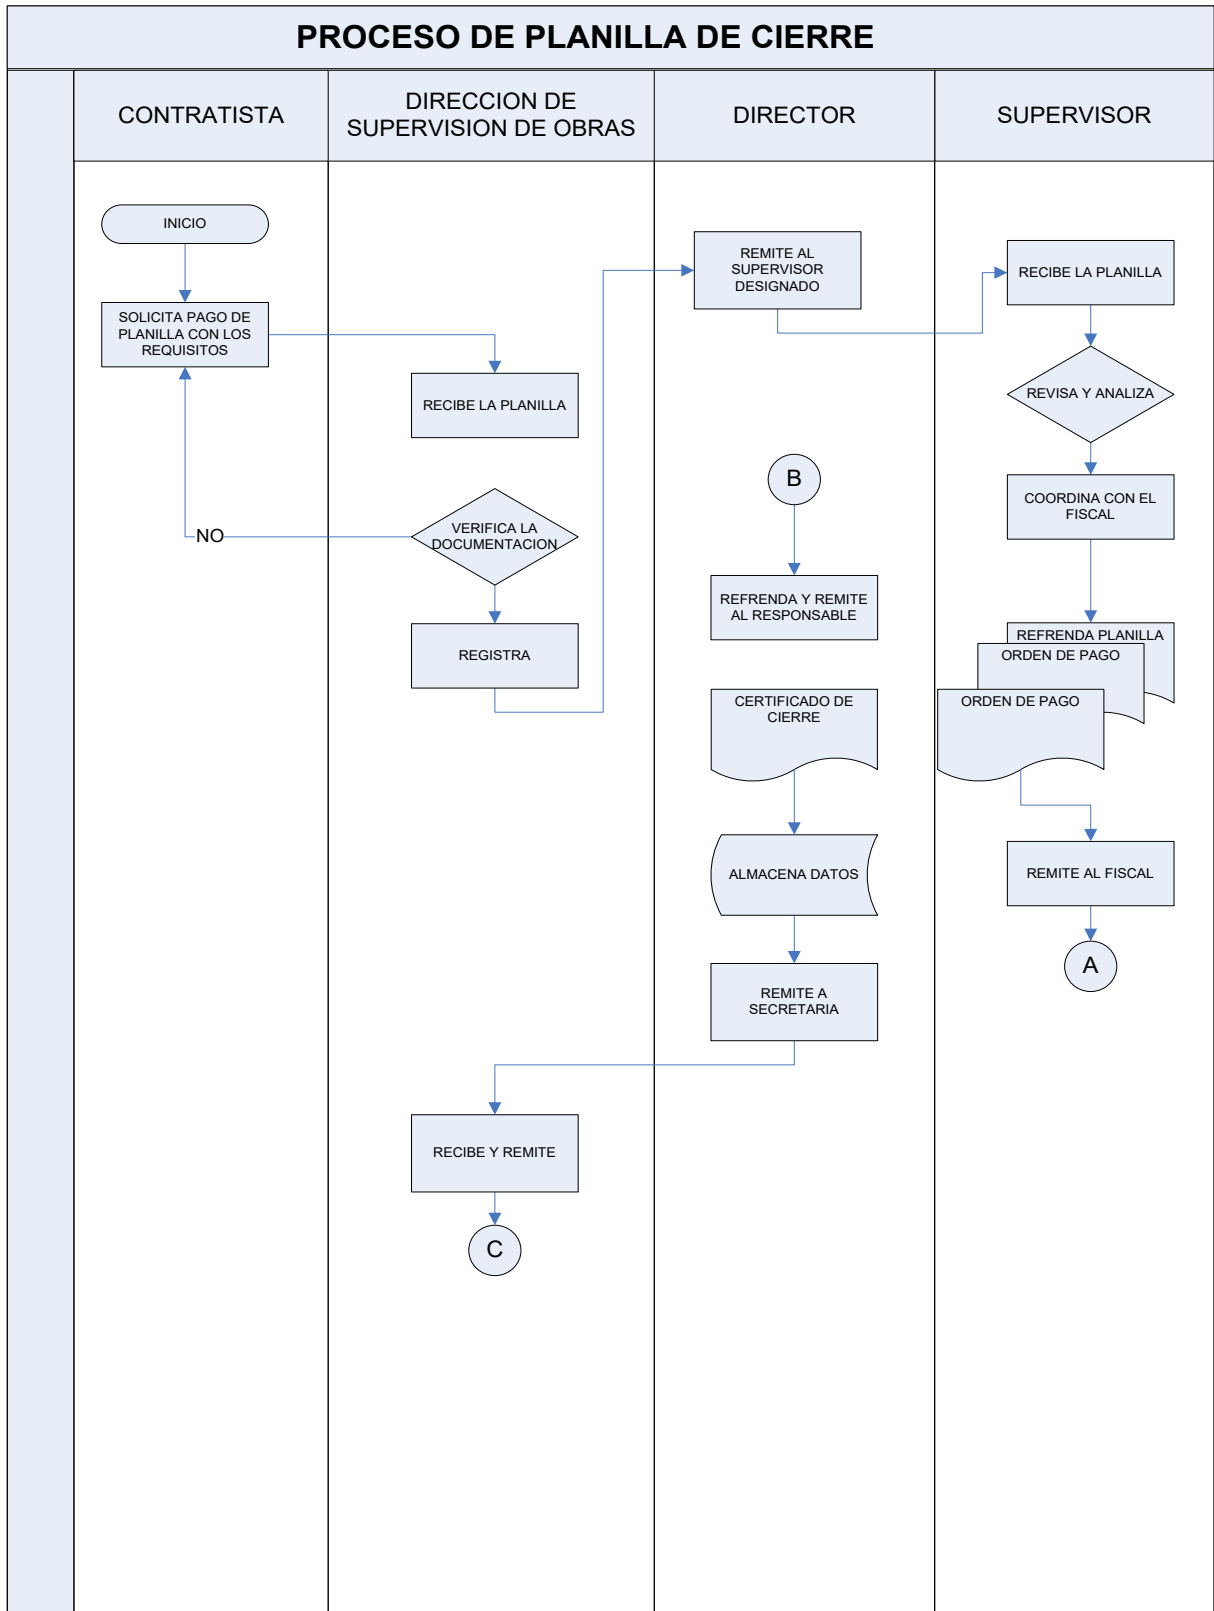 PROCESO DE PLANILLA DE CIERRE
CONTRATISTA
DIRECCION DE
SUPERVISION DE OBRAS
DIRECTOR
SUPERVISOR
INICIO
SOLICITA PAGO DE
PLANILLA CON LOS
REQUISITOS
RECIBE LA PLANILLA
VERIFICA LA
DOCUMENTACION
NO
REGISTRA
REMITE AL
SUPERVISOR
DESIGNADO
RECIBE LA PLANILLA
REVISA Y ANALIZA
COORDINA CON EL
FISCAL
REFRENDA PLANILLA
ORDEN DE PAGO
ORDEN DE PAGO
REMITE AL FISCAL
A
B
REFRENDA Y REMITE
AL RESPONSABLE
CERTIFICADO DE
CIERRE
ALMACENA DATOS
REMITE A
SECRETARIA
RECIBE Y REMITE
C